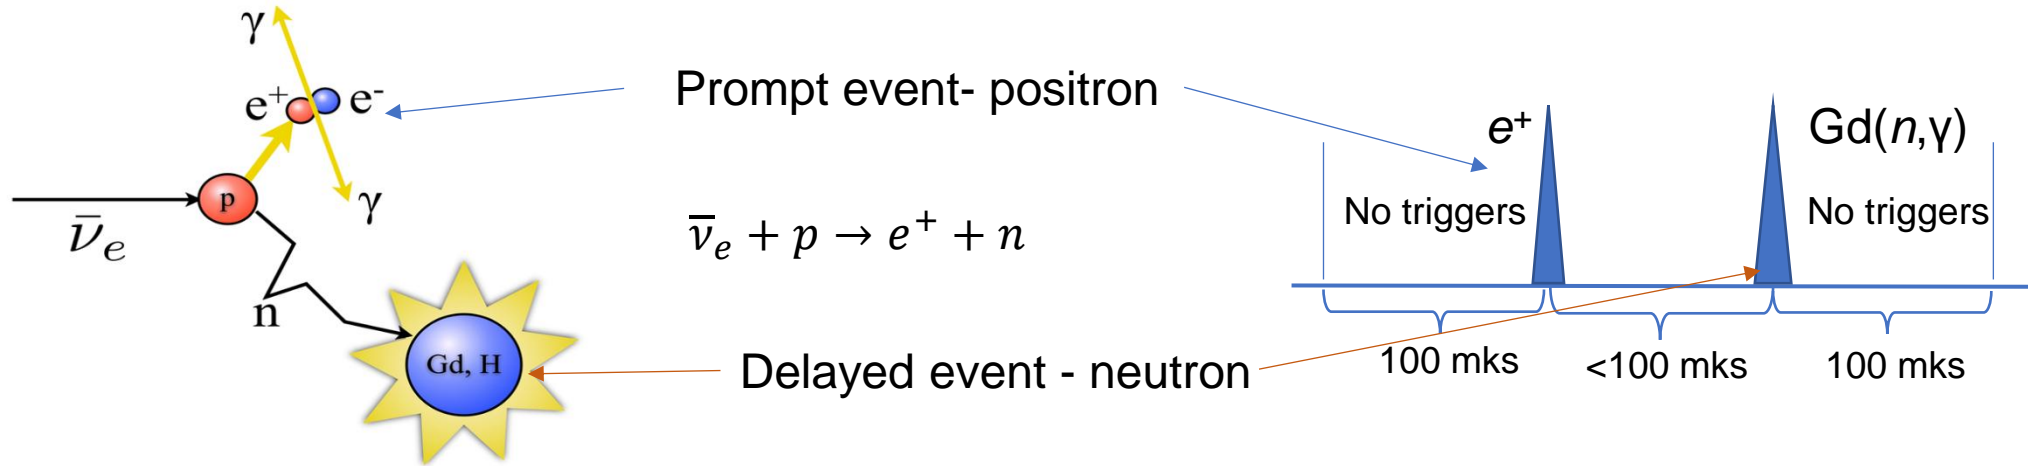 γ
e⁺ e⁻
γ
p
ν̄ₑ
n
Gd, H
Prompt event- positron
ν̄ₑ + p → e⁺ + n
Delayed event - neutron
e⁺
Gd(n,γ)
No triggers
No triggers
100 mks
<100 mks
100 mks